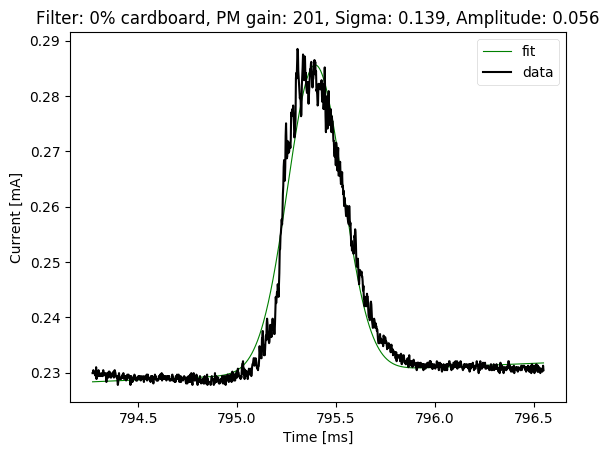 Filter: 0% cardboard, PM gain: 201, Sigma: 0.139, Amplitude: 0.056
0.29
0.28
0.27
0.26
0.25
0.24
0.23
Current [mA]
fit
data
794.5
795.0
795.5
796.0
796.5
Time [ms]